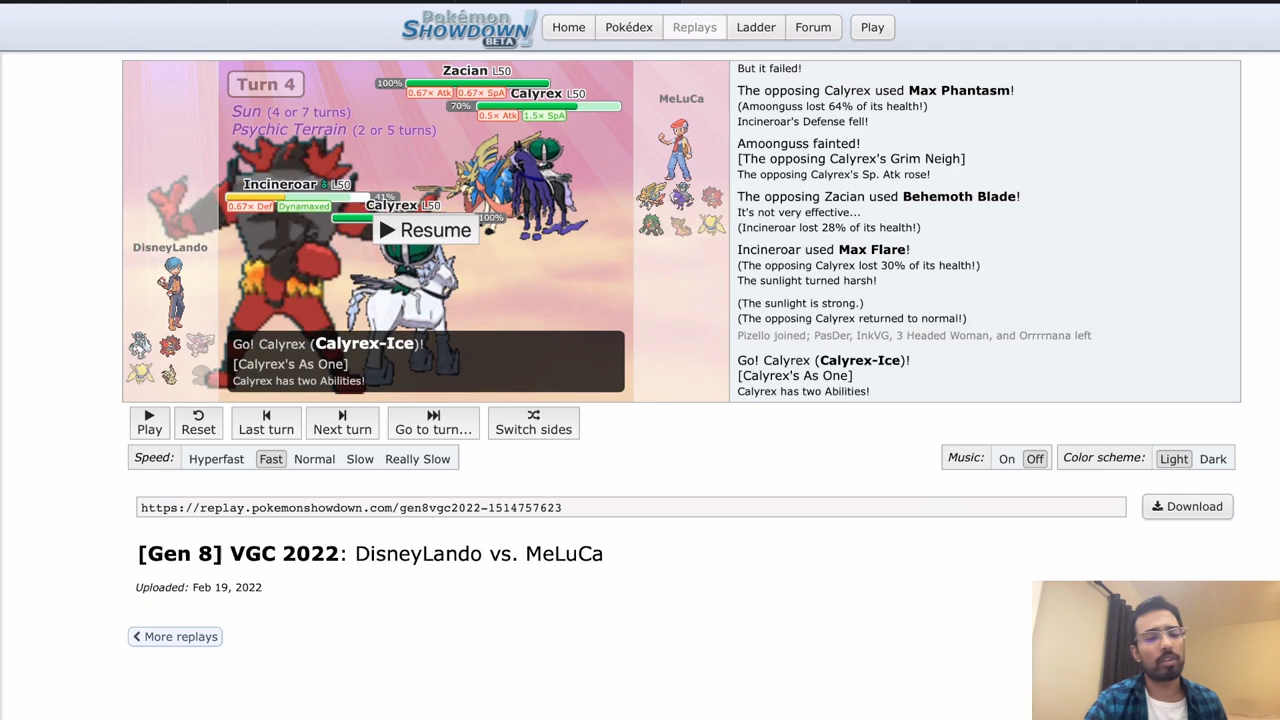 Pokémon
SHOWDOWN!
BETA
Home
Pokédex
Replays
Ladder
Forum
Play
Turn 4
Sun (4 or 7 turns)
Psychic Terrain (2 or 5 turns)
Zacian L50
100%
0.67× Atk 0.67× SpA
Calyrex L50
70%
0.5× Atk 1.5× SpA
Incineroar L50
41%
0.67× Def Dynamaxed
Calyrex L50
100%
Resume
DisneyLando
MeLuCa
Go! Calyrex (Calyrex-Ice)!
[Calyrex's As One]
Calyrex has two Abilities!
But it failed!
The opposing Calyrex used Max Phantasm!
(Amoonguss lost 64% of its health!)
Incineroar's Defense fell!
Amoonguss fainted!
[The opposing Calyrex's Grim Neigh]
The opposing Calyrex's Sp. Atk rose!
The opposing Zacian used Behemoth Blade!
It's not very effective...
(Incineroar lost 28% of its health!)
Incineroar used Max Flare!
(The opposing Calyrex lost 30% of its health!)
The sunlight turned harsh!
(The sunlight is strong.)
(The opposing Calyrex returned to normal!)
Pizello joined; PasDer, InkVG, 3 Headed Woman, and Orrrrnana left
Go! Calyrex (Calyrex-Ice)!
[Calyrex's As One]
Calyrex has two Abilities!
Play
Reset
Last turn
Next turn
Go to turn...
Switch sides
Speed: Hyperfast Fast Normal Slow Really Slow
Music: On Off
Color scheme: Light Dark
https://replay.pokemonshowdown.com/gen8vgc2022-1514757623
Download
[Gen 8] VGC 2022: DisneyLando vs. MeLuCa
Uploaded: Feb 19, 2022
More replays